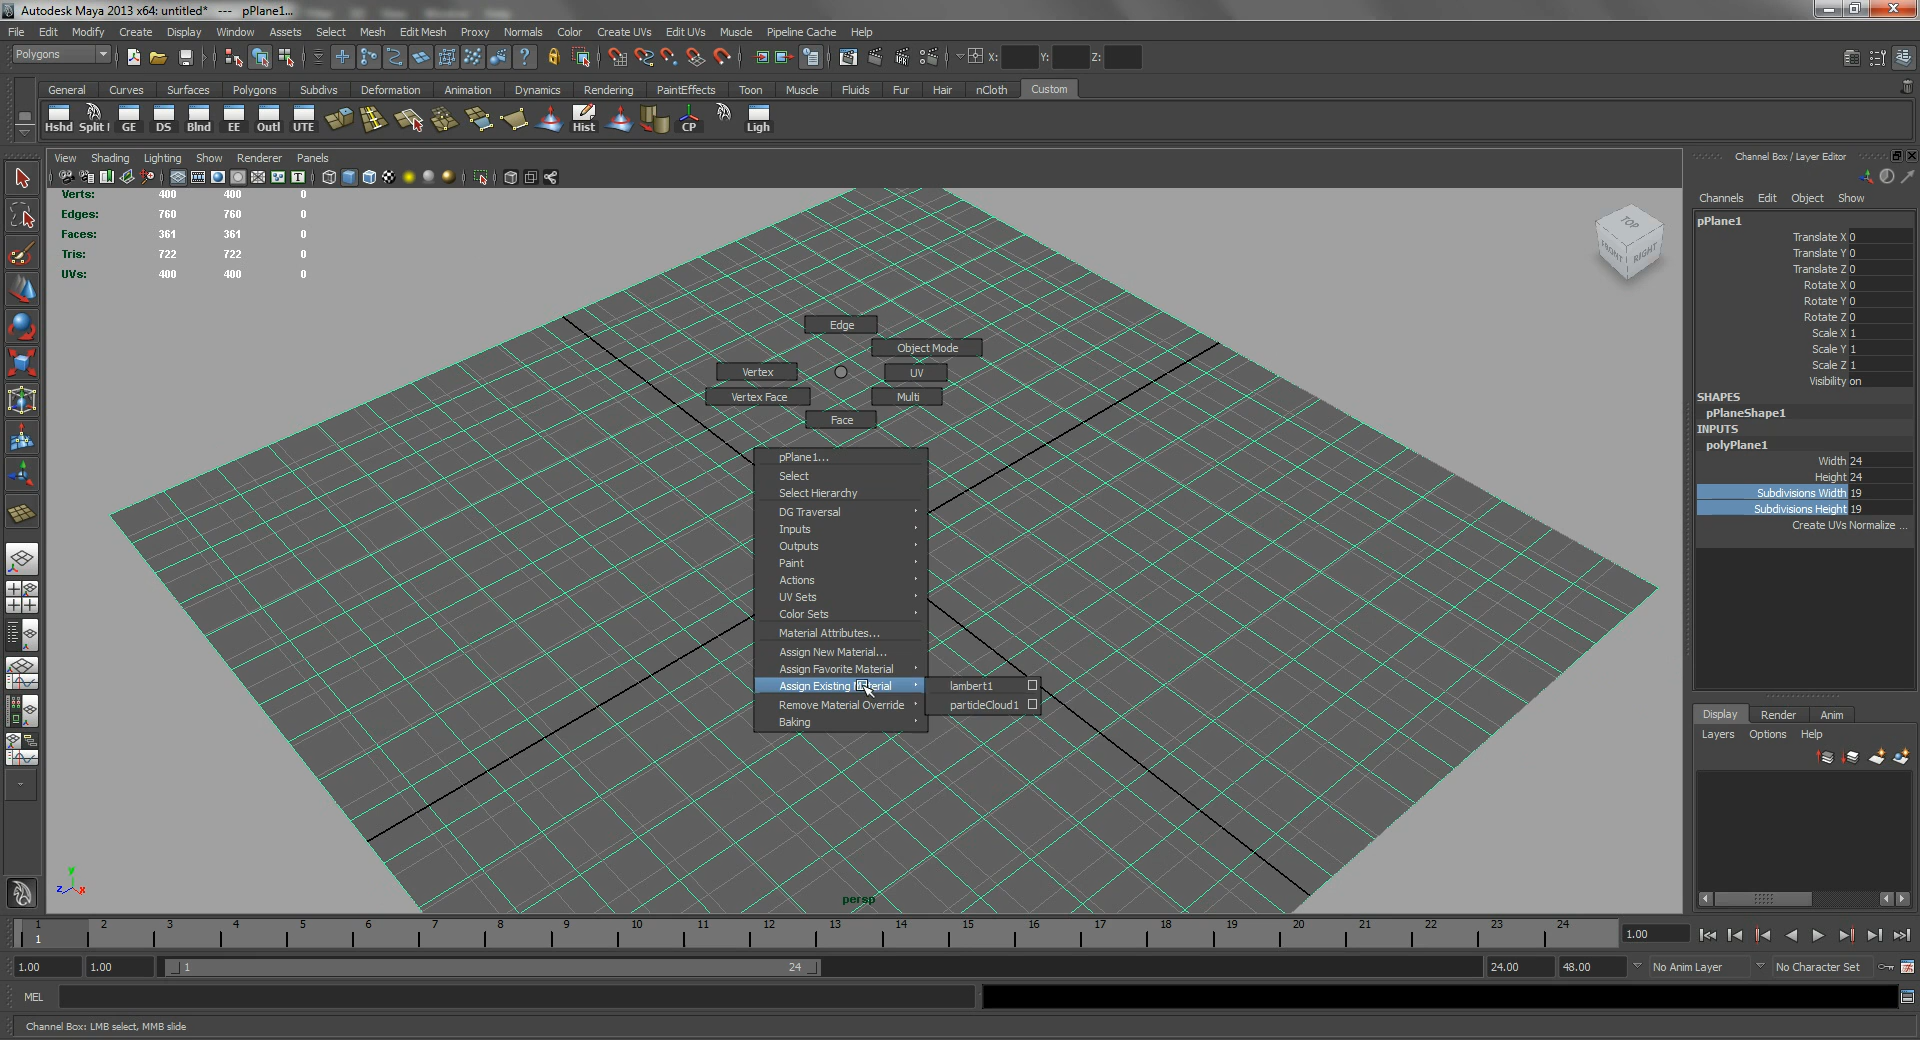 Autodesk Maya 2013 x64: untitled* --- pPlane1...
File Edit Modify Create Display Window Assets Select Mesh Edit Mesh Proxy Normals Color Create UVs Edit UVs Muscle Pipeline Cache Help
Polygons X: Y: Z:
General Curves Surfaces Polygons Subdivs Deformation Animation Dynamics Rendering PaintEffects Toon Muscle Fluids Fur Hair nCloth Custom
Hshd Split GE DS Blnd EE Outl UTE Hist CP Ligh
View Shading Lighting Show Renderer Panels
Verts: 400 400 0
Edges: 760 760 0
Faces: 361 361 0
Tris: 722 722 0
UVs: 400 400 0
TOP
FRONT RIGHT
Edge
Object Mode
Vertex UV
Vertex Face Multi
Face
pPlane1...
Select
Select Hierarchy
DG Traversal
Inputs
Outputs
Paint
Actions
UV Sets
Color Sets
Material Attributes...
Assign New Material...
Assign Favorite Material
Assign Existing Material
Remove Material Override
Baking
lambert1
particleCloud1
y
z x
persp
Channel Box / Layer Editor
Channels Edit Object Show
pPlane1
Translate X 0
Translate Y 0
Translate Z 0
Rotate X 0
Rotate Y 0
Rotate Z 0
Scale X 1
Scale Y 1
Scale Z 1
Visibility on
SHAPES
pPlaneShape1
INPUTS
polyPlane1
Width 24
Height 24
Subdivisions Width 19
Subdivisions Height 19
Create UVs Normalize ...
Display Render Anim
Layers Options Help
1 2 3 4 5 6 7 8 9 10 11 12 13 14 15 16 17 18 19 20 21 22 23 24
1 1.00
1.00 1.00 1 24 24.00 48.00 No Anim Layer No Character Set
MEL
Channel Box: LMB select, MMB slide